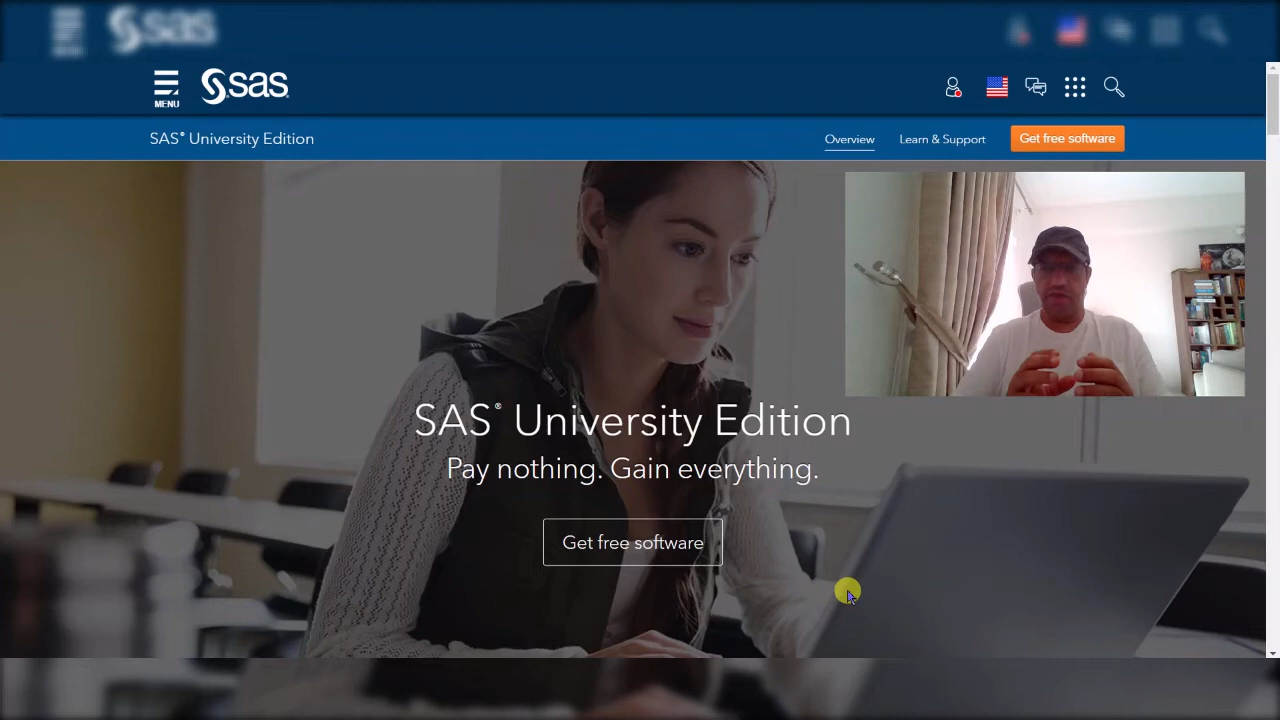 sas
MENU
sas
SAS® University Edition
Overview
Learn & Support
Get free software
SAS® University Edition
Pay nothing. Gain everything.
Get free software